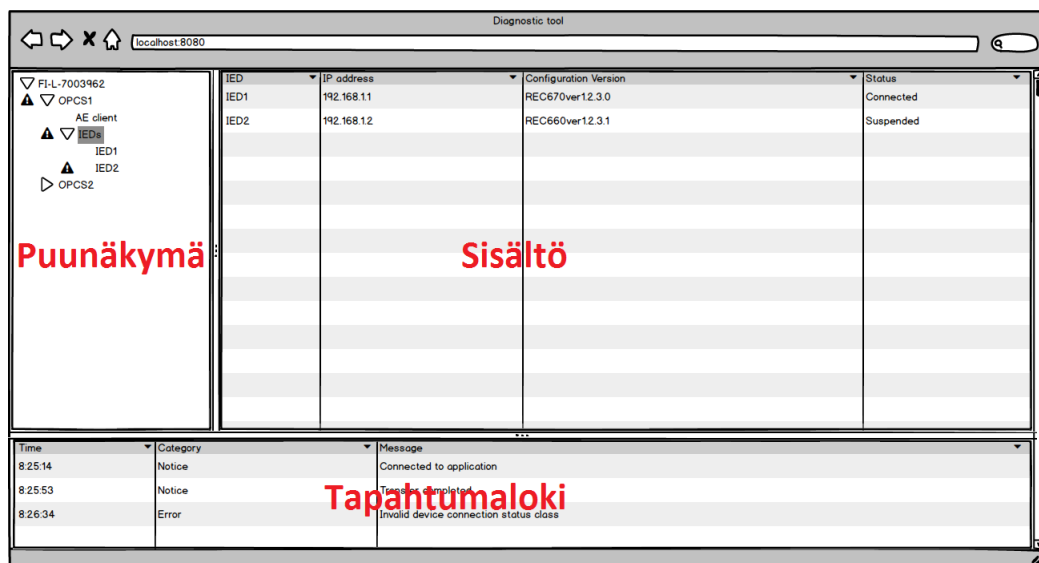 Diagnostic tool
localhost:8080
FI-L-7003962
OPCS1
AE client
IEDs
IED1
IED2
OPCS2
Puunäkymä
IED IP address Configuration Version Status
IED1 192.168.1.1 REC670ver1.2.3.0 Connected
IED2 192.168.1.2 REC660ver1.2.3.1 Suspended
Sisältö
Time Category Message
8:25:14 Notice Connected to application
8:25:53 Notice Transfer completed
8:26:34 Error Invalid device connection status class
Tapahtumaloki